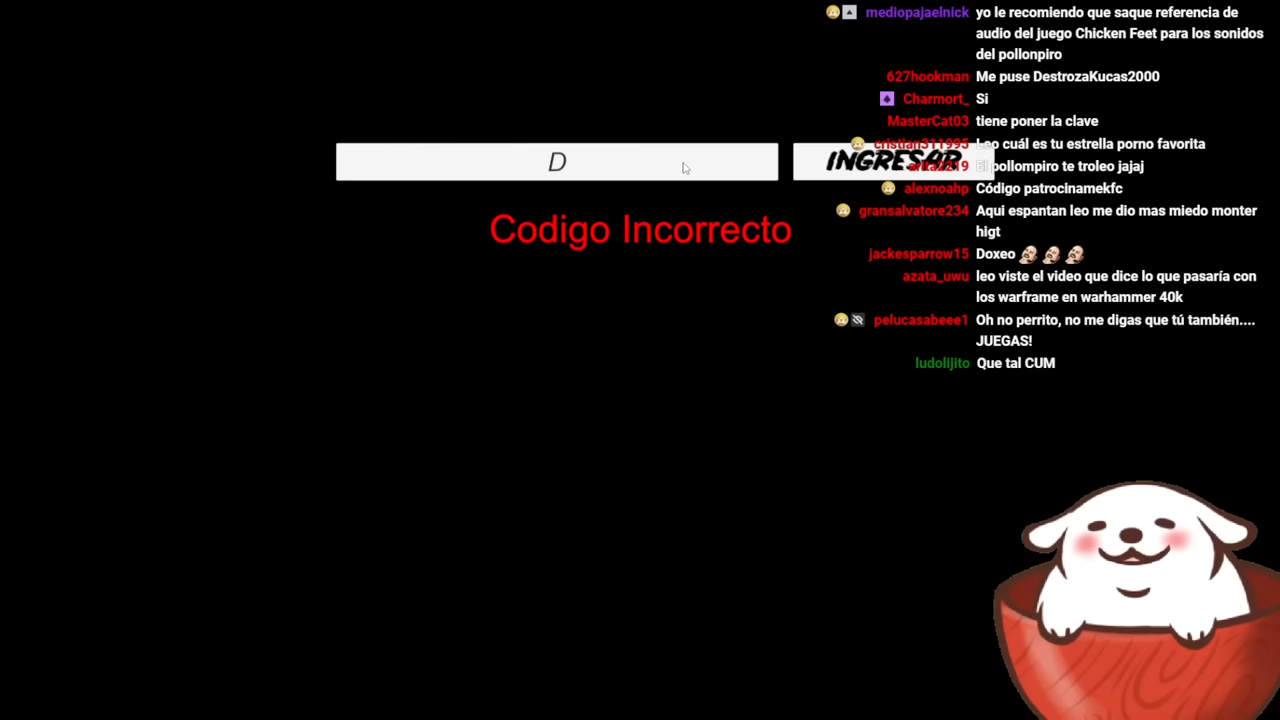 mediopajaelnick yo le recomiendo que saque referencia de
audio del juego Chicken Feet para los sonidos
del pollonpiro
627hookman Me puse DestrozaKucas2000
Charmort_ Si
MasterCat03 tiene poner la clave
cristian311995 Leo cuál es tu estrella porno favorita
D
INGRESAR
El pollompiro te troleo jajaj
alexnoahp Código patrocinamekfc
gransalvatore234 Aqui espantan leo me dio mas miedo monter
higt
Codigo Incorrecto
jackesparrow15 Doxeo
azata_uwu leo viste el video que dice lo que pasaría con
los warframe en warhammer 40k
pelucasabeee1 Oh no perrito, no me digas que tú también....
JUEGAS!
ludolijito Que tal CUM